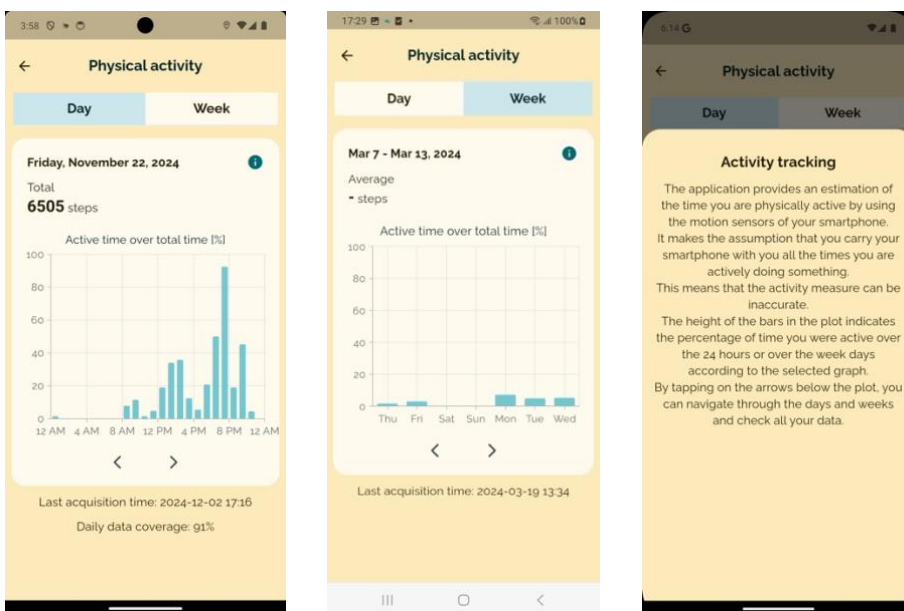 3:58
Physical activity
Day Week
Friday, November 22, 2024
Total
6505 steps
Active time over total time [%]
100
80
60
40
20
0
12 AM 4 AM 8 AM 12 PM 4 PM 8 PM 12 AM
Last acquisition time: 2024-12-02 17:16
Daily data coverage: 91%
17:29 100%
Physical activity
Day Week
Mar 7 - Mar 13, 2024
Average
- steps
Active time over total time [%]
100
80
60
40
20
0
Thu Fri Sat Sun Mon Tue Wed
Last acquisition time: 2024-03-19 13:34
6:14 G
Physical activity
Day Week
Activity tracking
The application provides an estimation of
the time you are physically active by using
the motion sensors of your smartphone.
It makes the assumption that you carry your
smartphone with you all the times you are
actively doing something.
This means that the activity measure can be
inaccurate.
The height of the bars in the plot indicates
the percentage of time you were active over
the 24 hours or over the week days
according to the selected graph.
By tapping on the arrows below the plot, you
can navigate through the days and weeks
and check all your data.